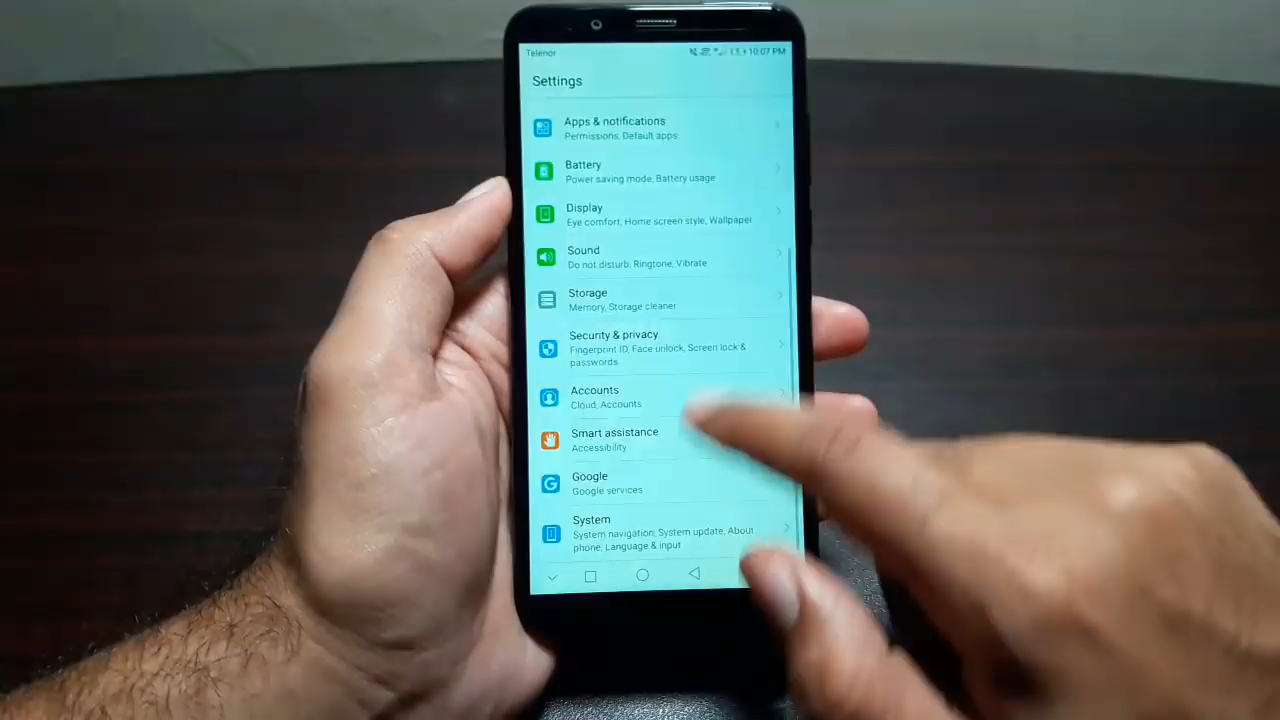 Telenor
10:07 PM
Settings
Apps & notifications
Permissions, Default apps
Battery
Power saving mode, Battery usage
Display
Eye comfort, Home screen style, Wallpaper
Sound
Do not disturb, Ringtone, Vibrate
Storage
Memory, Storage cleaner
Security & privacy
Fingerprint ID, Face unlock, Screen lock &
passwords
Accounts
Cloud, Accounts
Smart assistance
Accessibility
Google
Google services
System
System navigation, System update, About
phone, Language & input